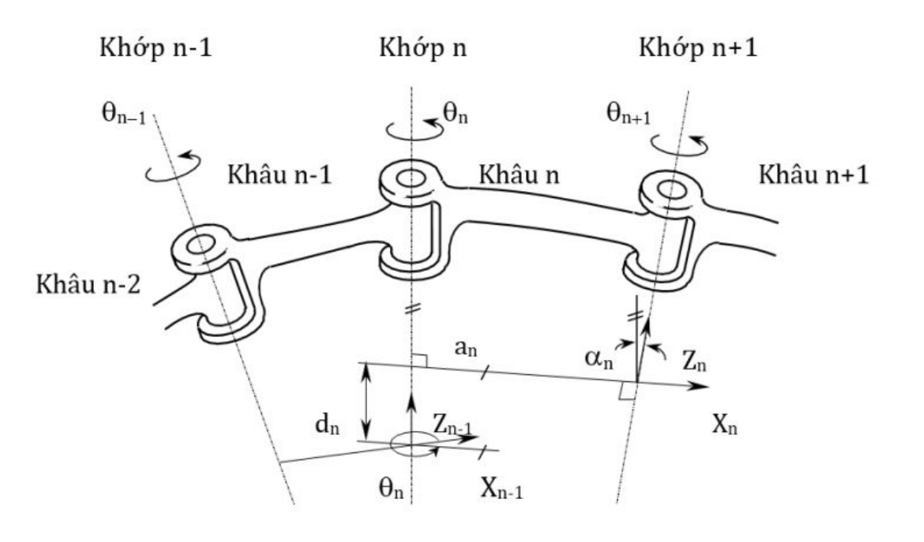 Khớp n-1
Khớp n
Khớp n+1
θn−1
θn
θn+1
Khâu n-1
Khâu n
Khâu n+1
Khâu n-2
an
αn
Zn
dn
Zn-1
Xn
θn
Xn-1